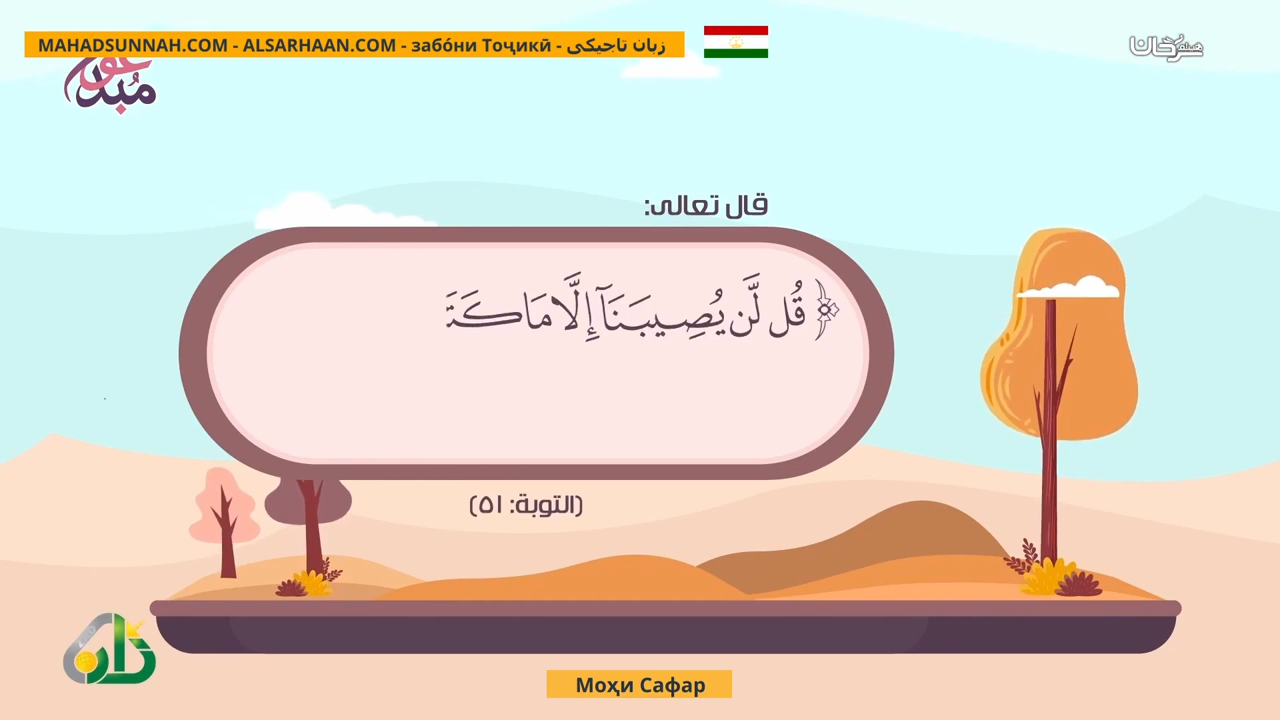 MAHADSUNNAH.COM - ALSARHAAN.COM - забо́ни Тоҷикӣ - زبان تاجیکی
قال تعالى:
﴿ قُل لَّن يُصِيبَنَآ إِلَّا مَا كَتَ
(التوبة: ٥١)
Моҳи Сафар